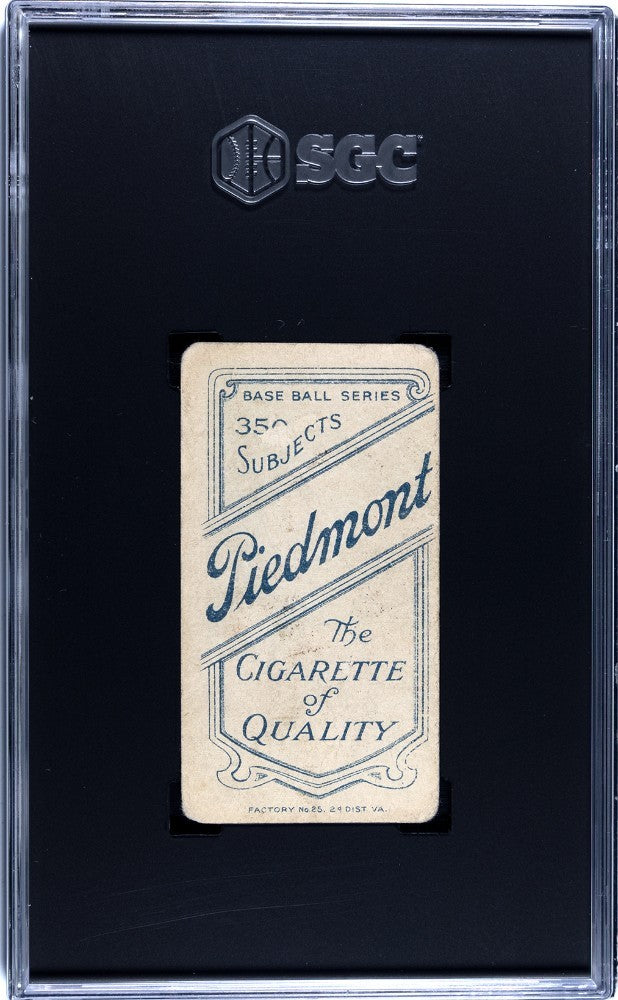 SGC
BASE BALL SERIES
350
SUBJECTS
Piedmont
The
CIGARETTE
of
QUALITY
FACTORY No. 25. 2d DIST. VA.